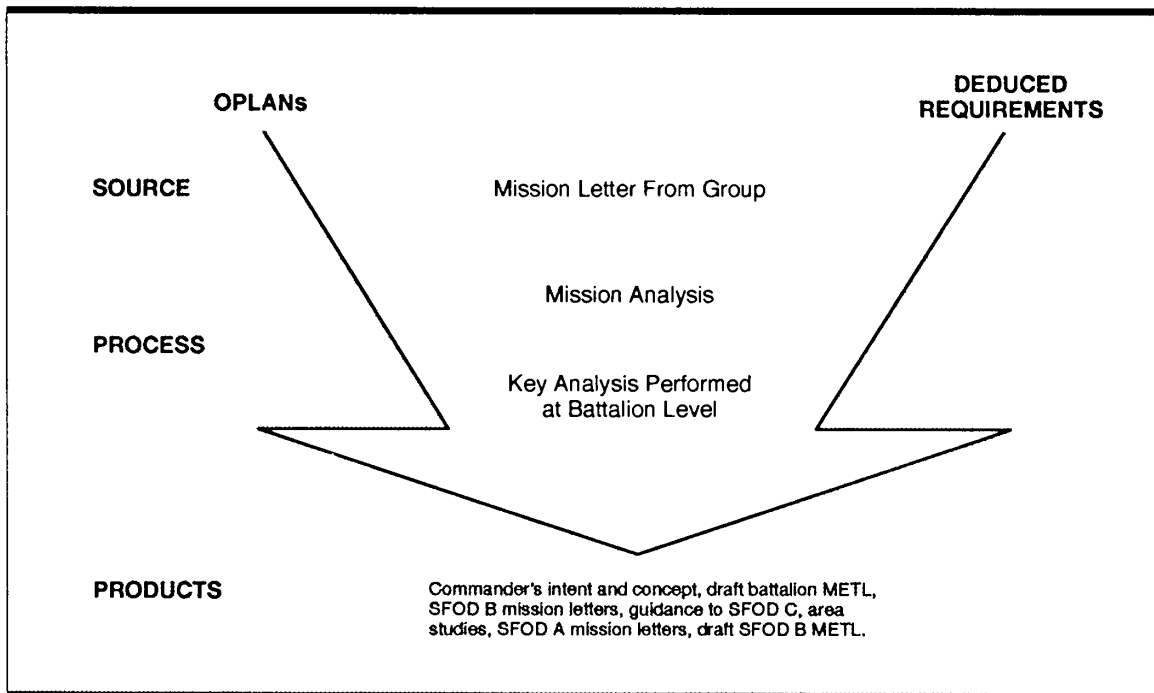 OPLANs
DEDUCED
REQUIREMENTS
SOURCE
Mission Letter From Group
Mission Analysis
PROCESS
Key Analysis Performed
at Battalion Level
PRODUCTS
Commander's intent and concept, draft battalion METL,
SFOD B mission letters, guidance to SFOD C, area
studies, SFOD A mission letters, draft SFOD B METL.